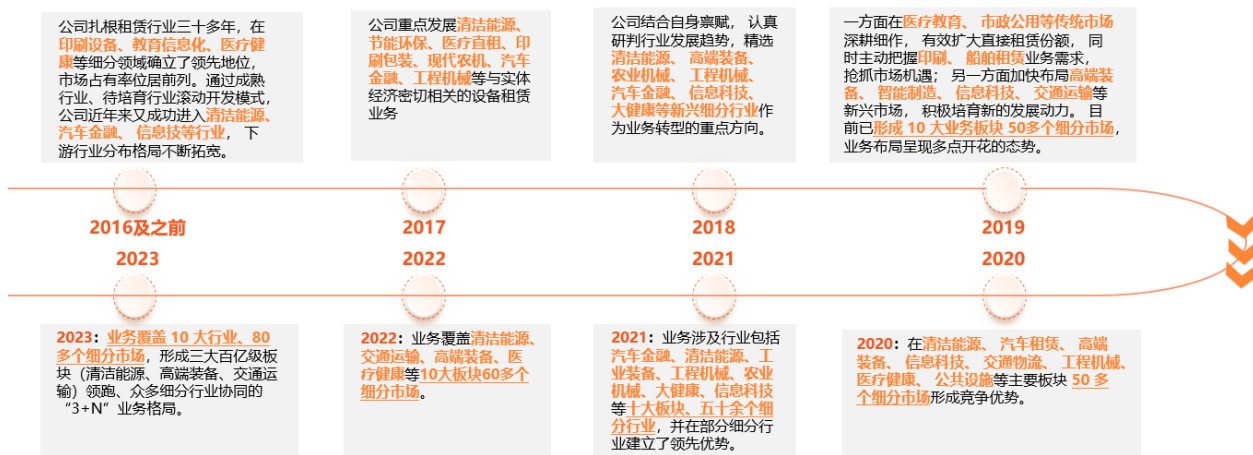 公司扎根租赁行业三十多年，在
印刷设备、教育信息化、医疗健
康等细分领域确立了领先地位，
市场占有率位居前列。通过成熟
行业、待培育行业滚动开发模式，
公司近年来又成功进入清洁能源、
汽车金融、 信息技等行业， 下
游行业分布格局不断拓宽。
公司重点发展清洁能源、
节能环保、医疗直租、印
刷包装、现代农机、汽车
金融、工程机械等与实体
经济密切相关的设备租赁
业务
公司结合自身禀赋， 认真
研判行业发展趋势，精选
清洁能源、 高端装备、
农业机械、 工程机械、
汽车金融、 信息科技、
大健康等新兴细分行业作
为业务转型的重点方向。
一方面在医疗教育、 市政公用等传统市场
深耕细作， 有效扩大直接租赁份额， 同
时主动把握印刷、 船舶租赁业务需求，
抢抓市场机遇； 另一方面加快布局高端装
备、 智能制造、 信息科技、 交通运输等
新兴市场， 积极培育新的发展动力。 目
前已形成 10 大业务板块 50多个细分市场，
业务布局呈现多点开花的态势。
2016及之前
2017
2018
2019
2023
2022
2021
2020
2023：业务覆盖 10 大行业、80
多个细分市场，形成三大百亿级板
块（清洁能源、高端装备、交通运
输）领跑、众多细分行业协同的
“3+N”业务格局。
2022：业务覆盖清洁能源、
交通运输、高端装备、医
疗健康等10大板块60多个
细分市场。
2021：业务涉及行业包括
汽车金融、清洁能源、工
业装备、工程机械、农业
机械、大健康、信息科技
等十大板块、五十余个细
分行业，并在部分细分行
业建立了领先优势。
2020：在清洁能源、 汽车租赁、 高端
装备、 信息科技、 交通物流、 工程机械、
医疗健康、 公共设施等主要板块 50 多
个细分市场形成竞争优势。